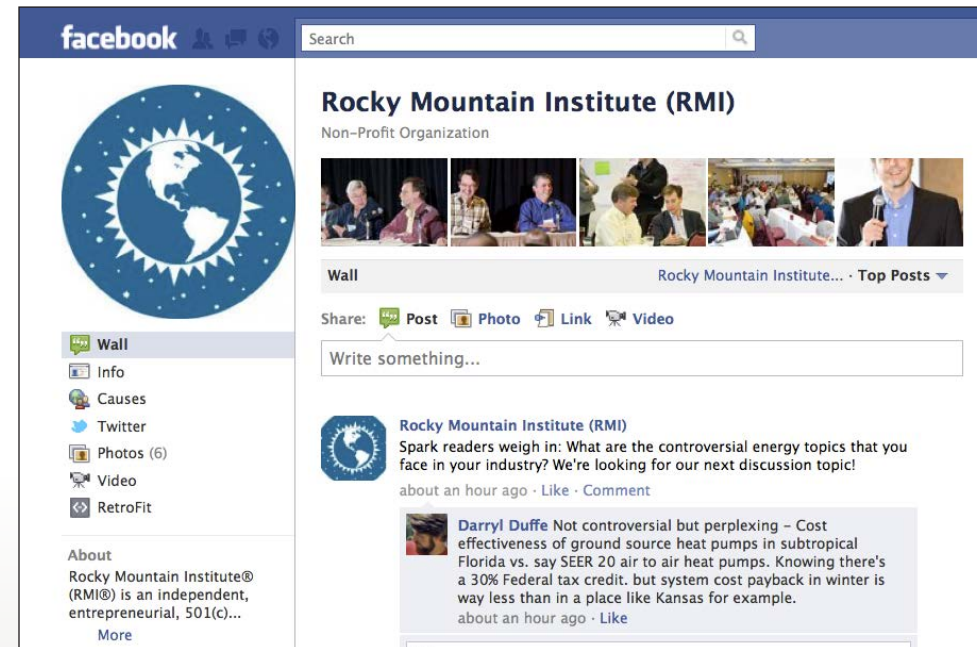 facebook
Search
Rocky Mountain Institute (RMI)
Non-Profit Organization
Wall
Rocky Mountain Institute... · Top Posts
Share: Post Photo Link Video
Write something...
Wall
Info
Causes
Twitter
Photos (6)
Video
RetroFit
About
Rocky Mountain Institute®
(RMI®) is an independent,
entrepreneurial, 501(c)...
More
Rocky Mountain Institute (RMI)
Spark readers weigh in: What are the controversial energy topics that you
face in your industry? We're looking for our next discussion topic!
about an hour ago · Like · Comment
Darryl Duffe Not controversial but perplexing – Cost
effectiveness of ground source heat pumps in subtropical
Florida vs. say SEER 20 air to air heat pumps. Knowing there's
a 30% Federal tax credit. but system cost payback in winter is
way less than in a place like Kansas for example.
about an hour ago · Like